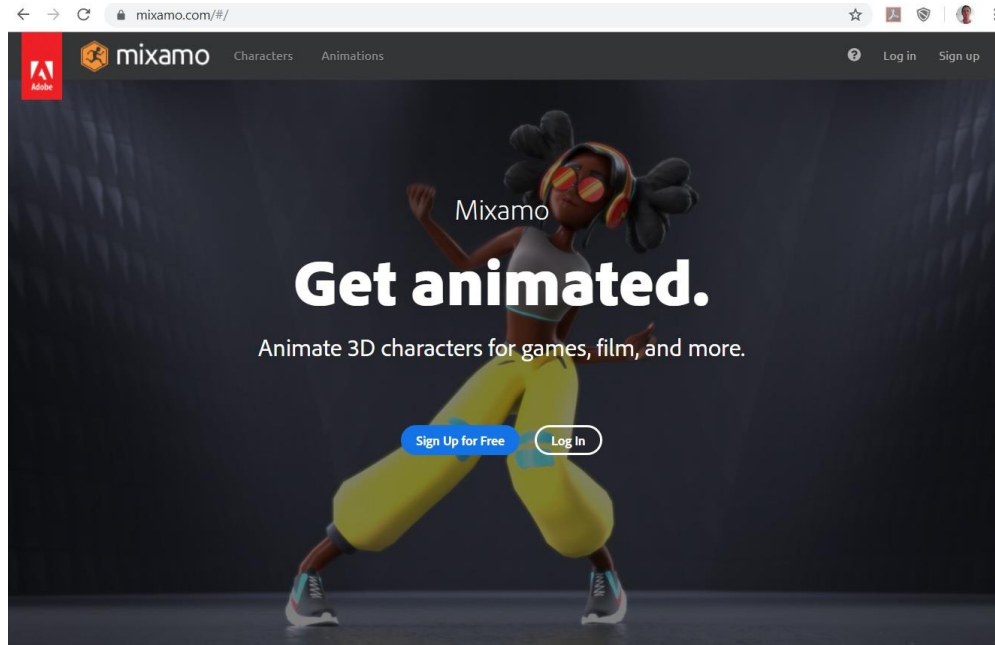 mixamo.com/#/
Adobe
mixamo Characters Animations Log in Sign up
Mixamo
Get animated.
Animate 3D characters for games, film, and more.
Sign Up for Free Log In